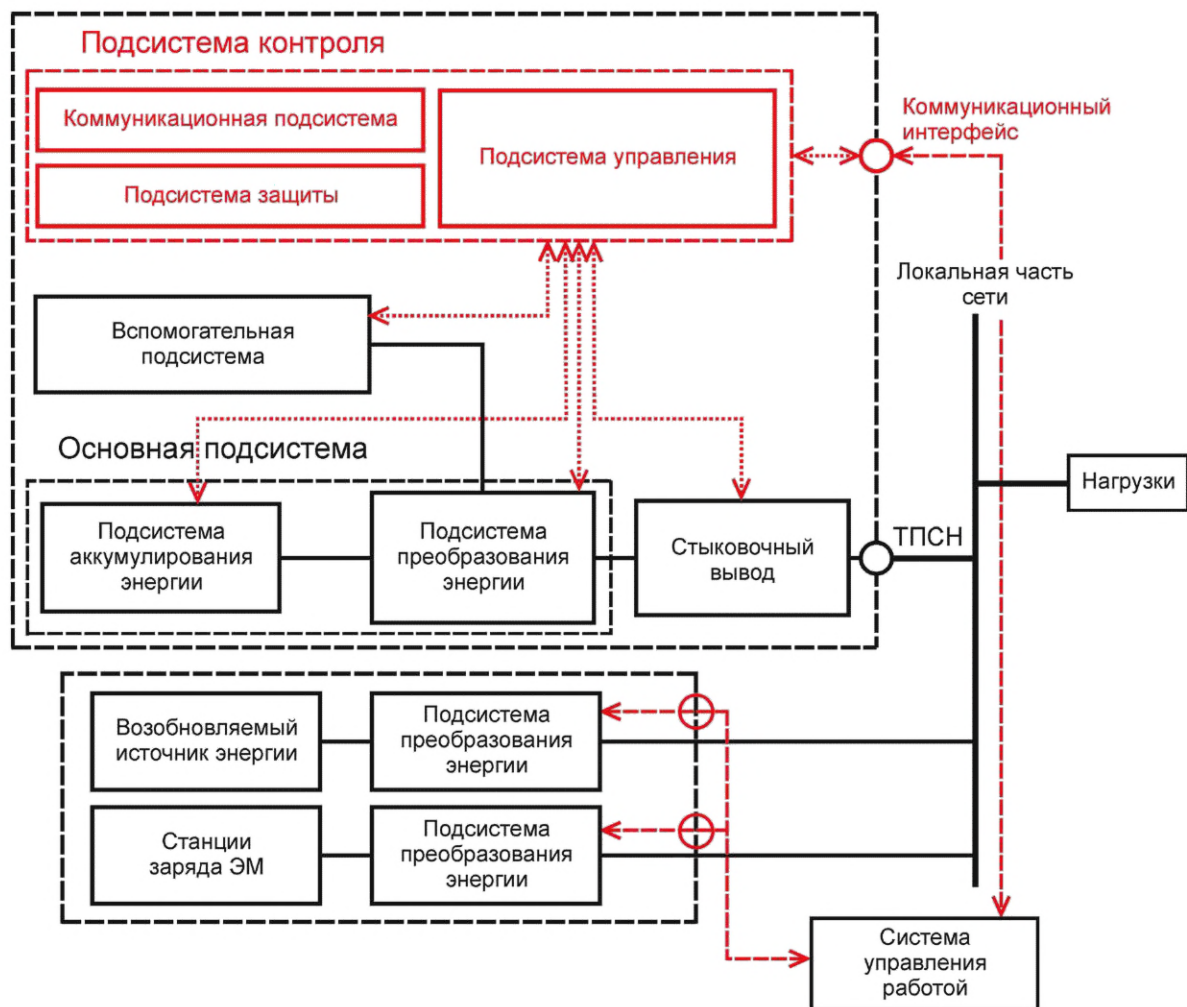 Подсистема контроля
Коммуникационная подсистема
Подсистема защиты
Подсистема управления
Коммуникационный
интерфейс
Локальная часть
сети
Вспомогательная
подсистема
Основная подсистема
Подсистема
аккумулирования
энергии
Подсистема
преобразования
энергии
Стыковочный
вывод
ТПСН
Нагрузки
Возобновляемый
источник энергии
Подсистема
преобразования
энергии
Станции
заряда ЭМ
Подсистема
преобразования
энергии
Система
управления
работой